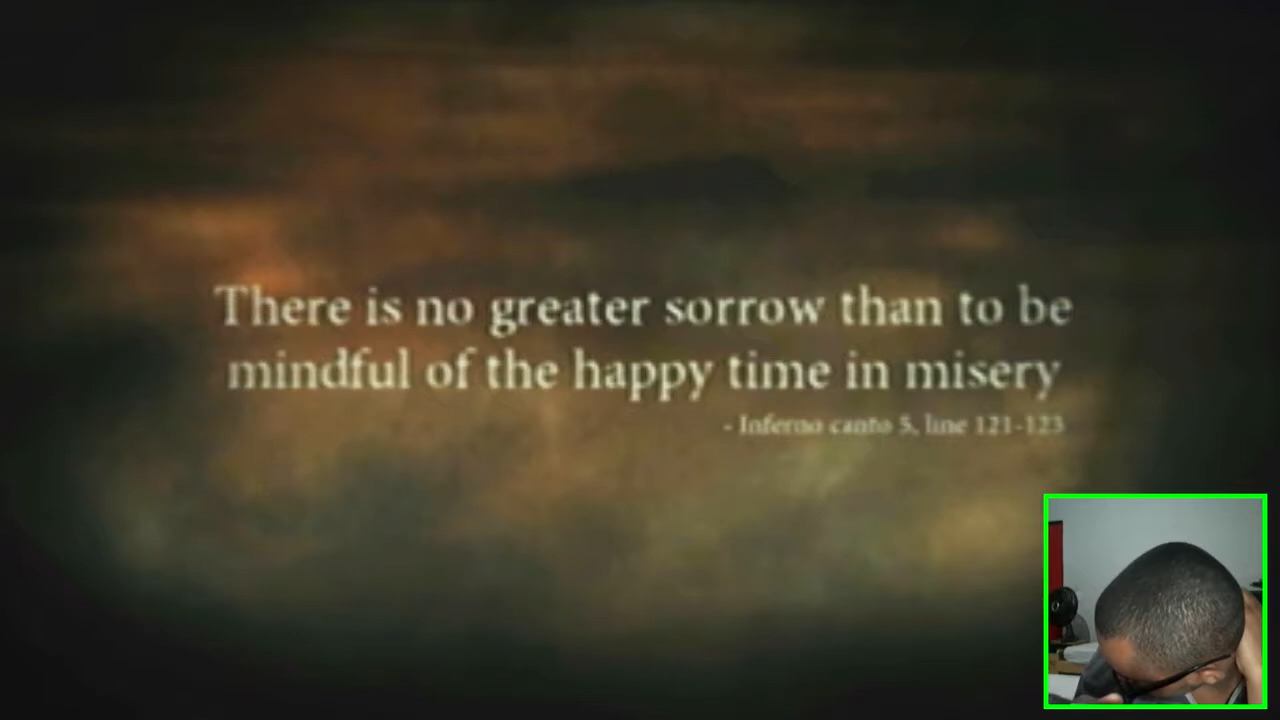 There is no greater sorrow than to be
mindful of the happy time in misery
- Inferno canto 5, line 121-123